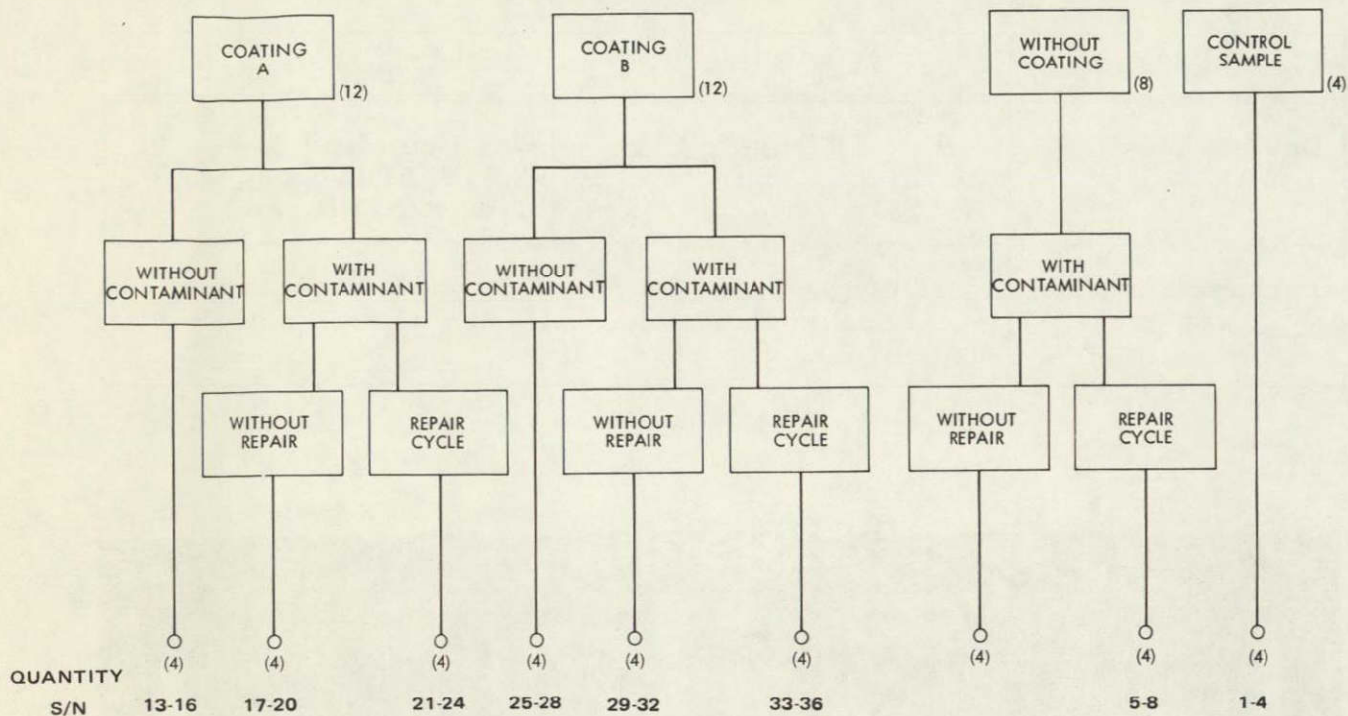 COATING
A
(12)
COATING
B
(12)
WITHOUT
COATING
(8)
CONTROL
SAMPLE
(4)
WITHOUT
CONTAMINANT
WITH
CONTAMINANT
WITHOUT
CONTAMINANT
WITH
CONTAMINANT
WITH
CONTAMINANT
WITHOUT
REPAIR
REPAIR
CYCLE
WITHOUT
REPAIR
REPAIR
CYCLE
WITHOUT
REPAIR
REPAIR
CYCLE
QUANTITY (4) (4) (4) (4) (4) (4) (4) (4) (4)
S/N 13-16 17-20 21-24 25-28 29-32 33-36 5-8 1-4